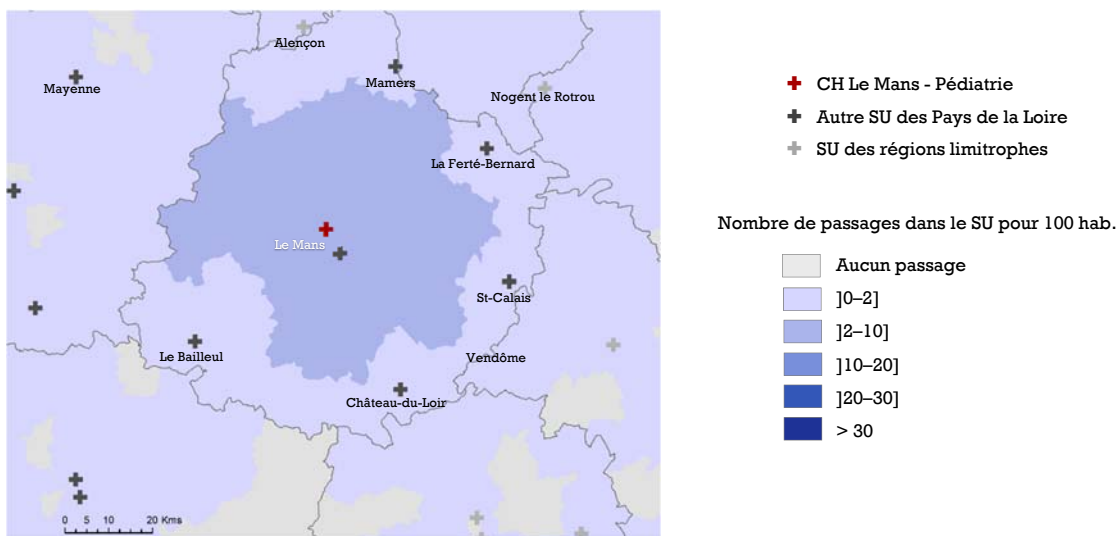 Alençon
Mayenne
Mamers
Nogent le Rotrou
La Ferté-Bernard
Le Mans
St-Calais
Le Bailleul
Vendôme
Château-du-Loir
0 5 10 20 Kms
CH Le Mans - Pédiatrie
Autre SU des Pays de la Loire
SU des régions limitrophes
Nombre de passages dans le SU pour 100 hab.
Aucun passage
]0–2]
]2–10]
]10–20]
]20–30]
> 30